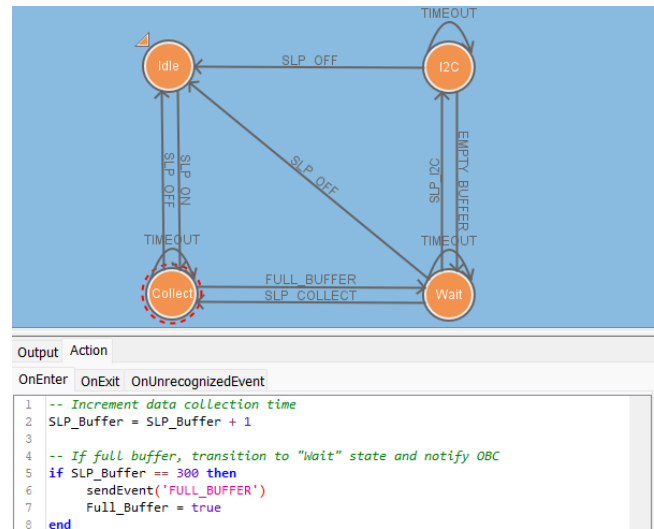 TIMEOUT
Idle
SLP_OFF
I2C
SLP_OFF
SLP_ON
SLP_OFF
SLP_I2C
EMPTY_BUFFER
TIMEOUT
TIMEOUT
Collect
FULL_BUFFER
SLP_COLLECT
Wait
Output Action
OnEnter OnExit OnUnrecognizedEvent
1 -- Increment data collection time
2 SLP_Buffer = SLP_Buffer + 1
3
4 -- If full buffer, transition to "Wait" state and notify OBC
5 if SLP_Buffer == 300 then
6 sendEvent('FULL_BUFFER')
7 Full_Buffer = true
8 end